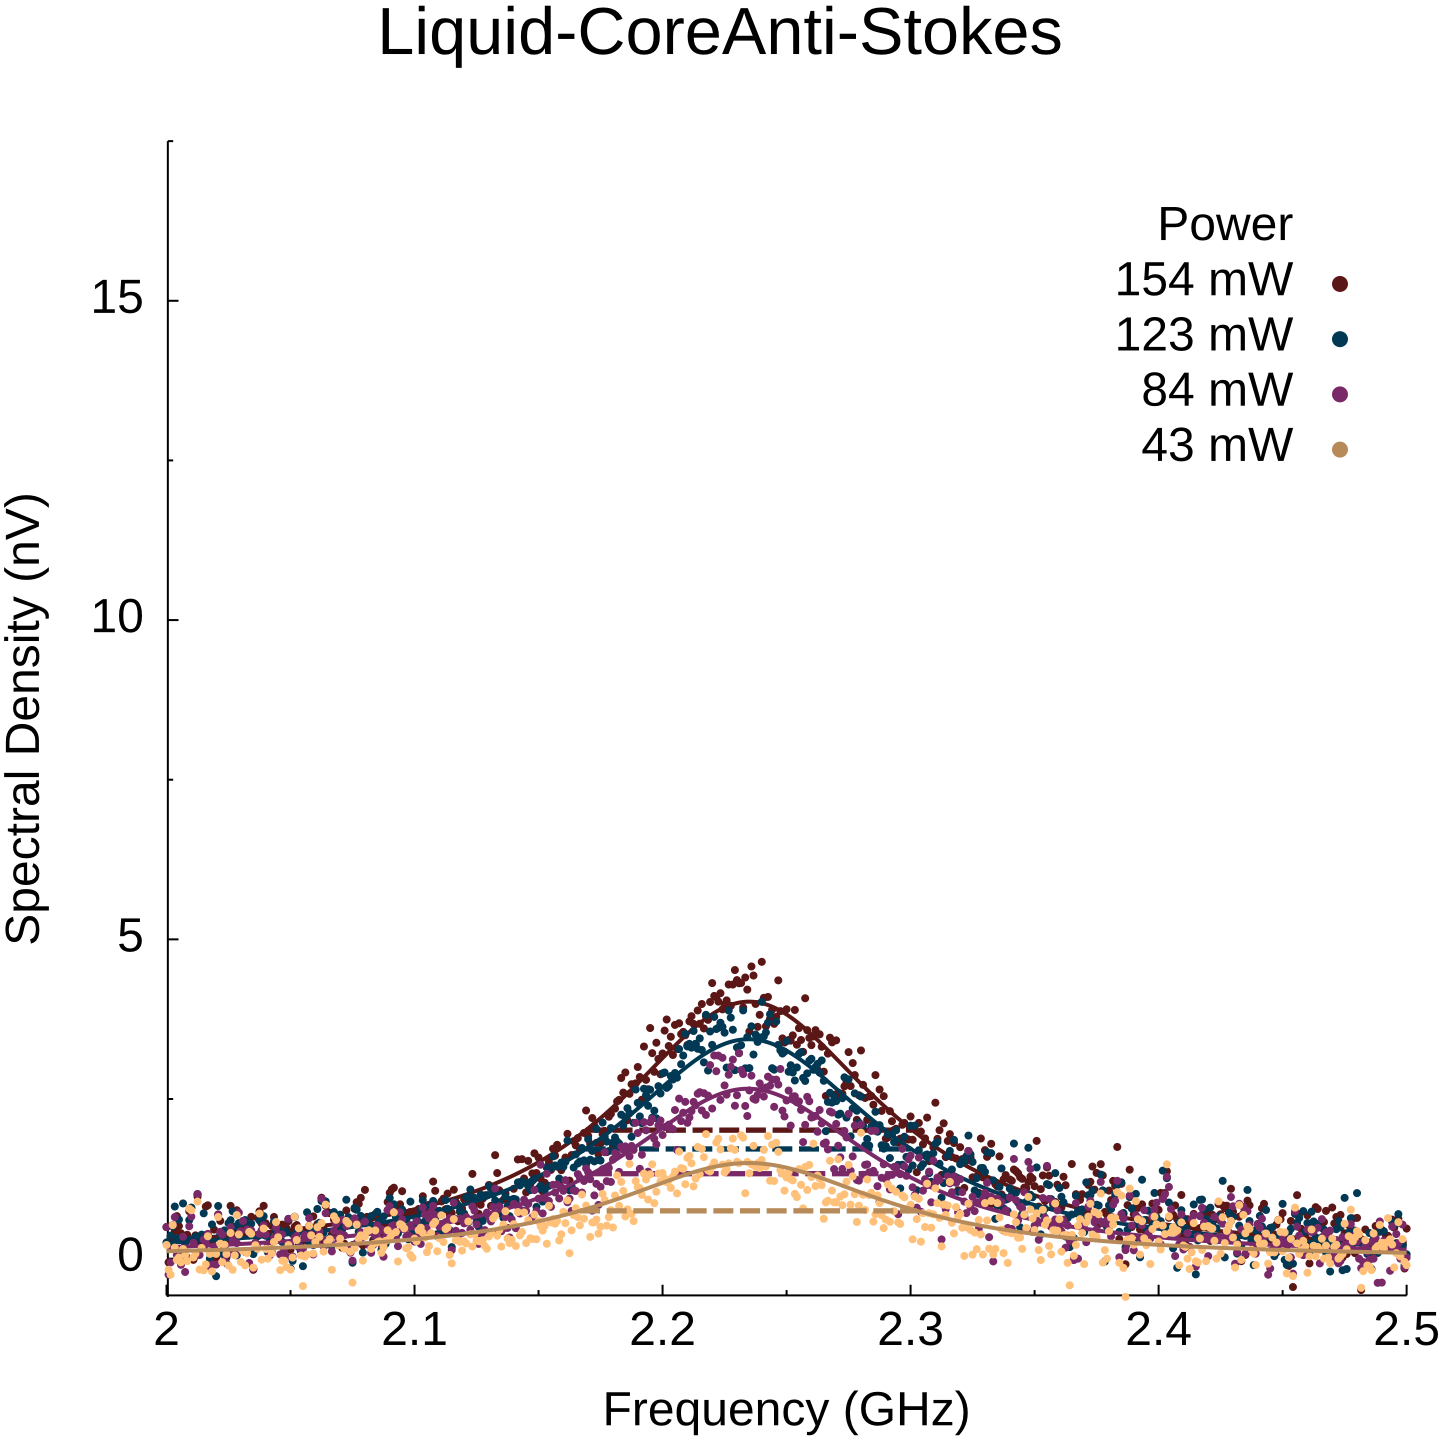 Liquid-CoreAnti-Stokes
Power
154 mW
123 mW
84 mW
43 mW
Spectral Density (nV)
15
10
5
0
2 2.1 2.2 2.3 2.4 2.5
Frequency (GHz)